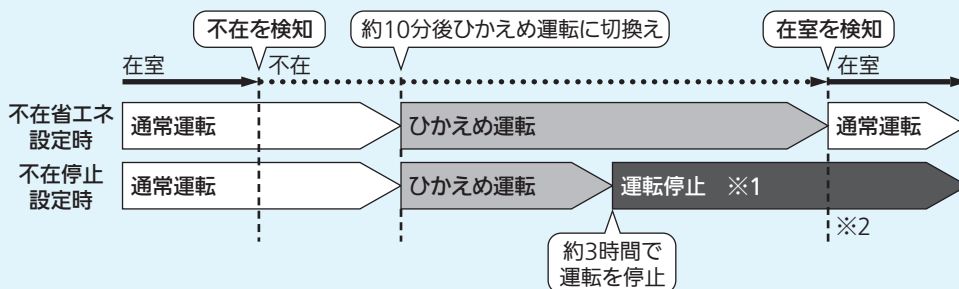 不在を検知
約10分後ひかえめ運転に切換え
在室を検知
在室
不在
在室
不在省エネ
設定時
通常運転
ひかえめ運転
通常運転
不在停止
設定時
通常運転
ひかえめ運転
運転停止 ※1
※2
約3時間で
運転を停止